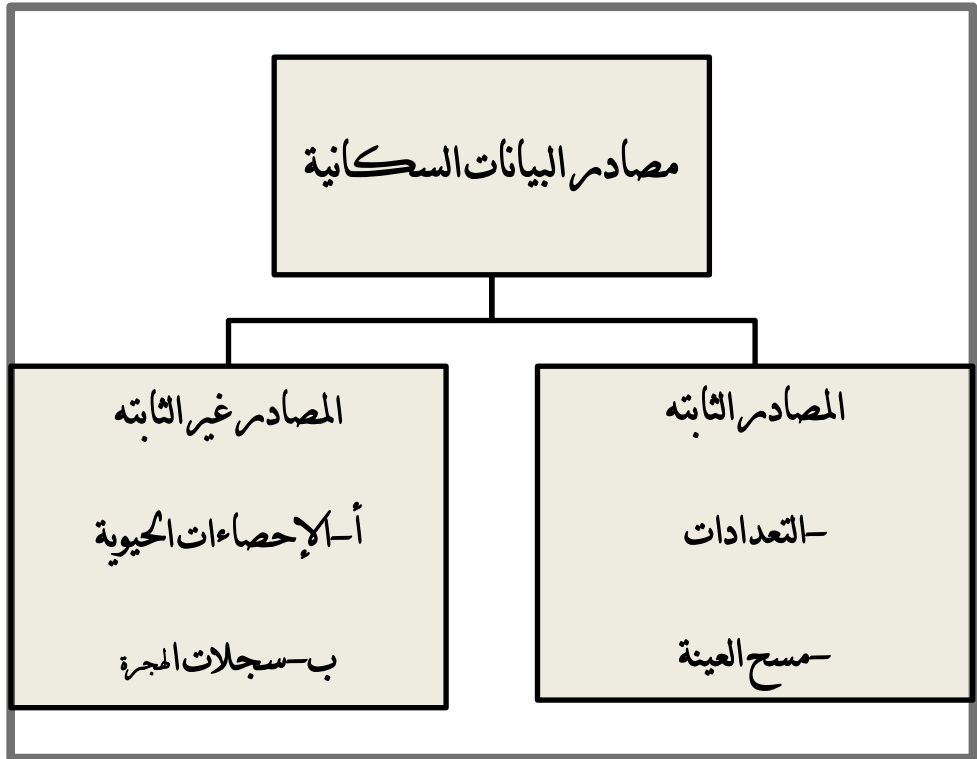 مصادر البيانات السكانية
المصادر الثابته
-التعدادات
-مسح العينة
المصادر غير الثابته
أ-الإحصاءات الحيوية
ب-سجلات الهجرة